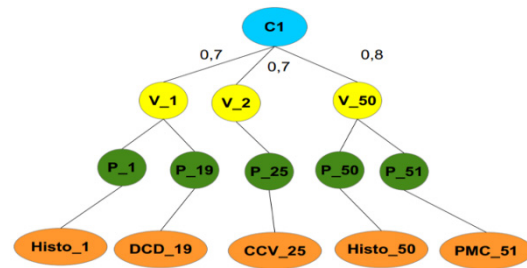 C1
0,7
0,7
0,8
V_1
V_2
V_50
P_1
P_19
P_25
P_50
P_51
Histo_1
DCD_19
CCV_25
Histo_50
PMC_51